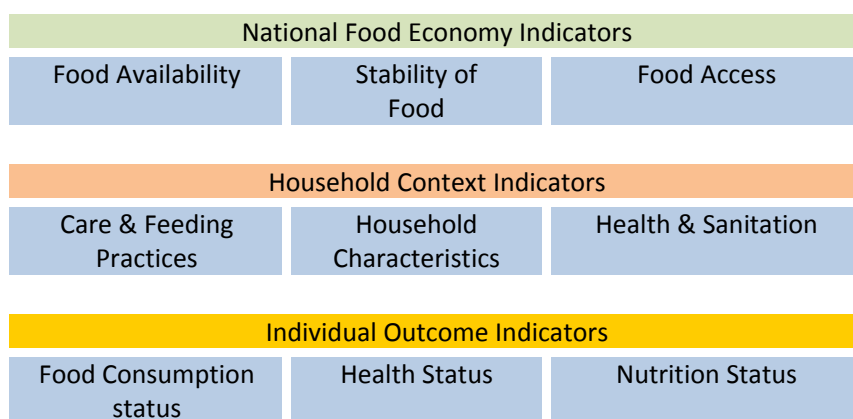 National Food Economy Indicators
Food Availability
Stability of
Food
Food Access
Household Context Indicators
Care & Feeding
Practices
Household
Characteristics
Health & Sanitation
Individual Outcome Indicators
Food Consumption
status
Health Status
Nutrition Status